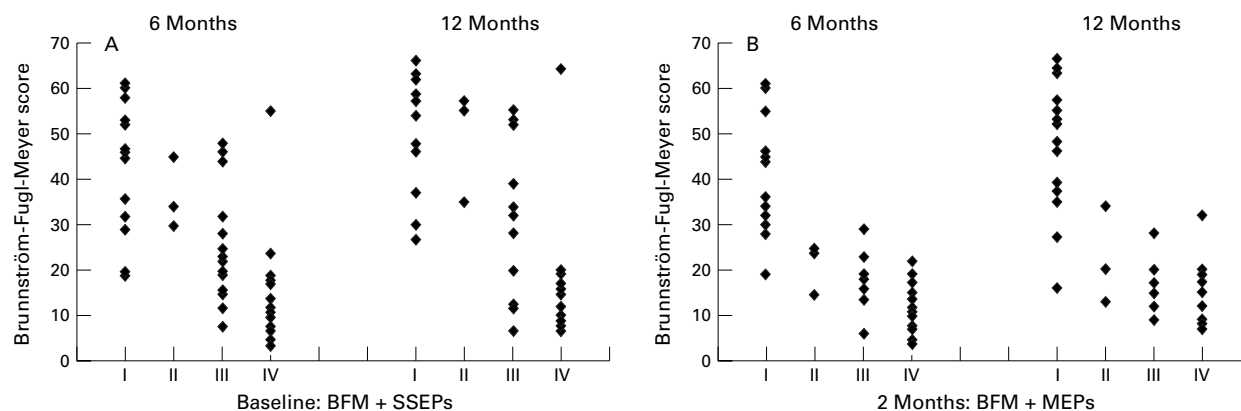 6 Months 12 Months
A
Brunnström-Fugl-Meyer score
70
60
50
40
30
20
10
0
I II III IV I II III IV
Baseline: BFM + SSEPs
6 Months 12 Months
B
Brunnström-Fugl-Meyer score
70
60
50
40
30
20
10
0
I II III IV I II III IV
2 Months: BFM + MEPs